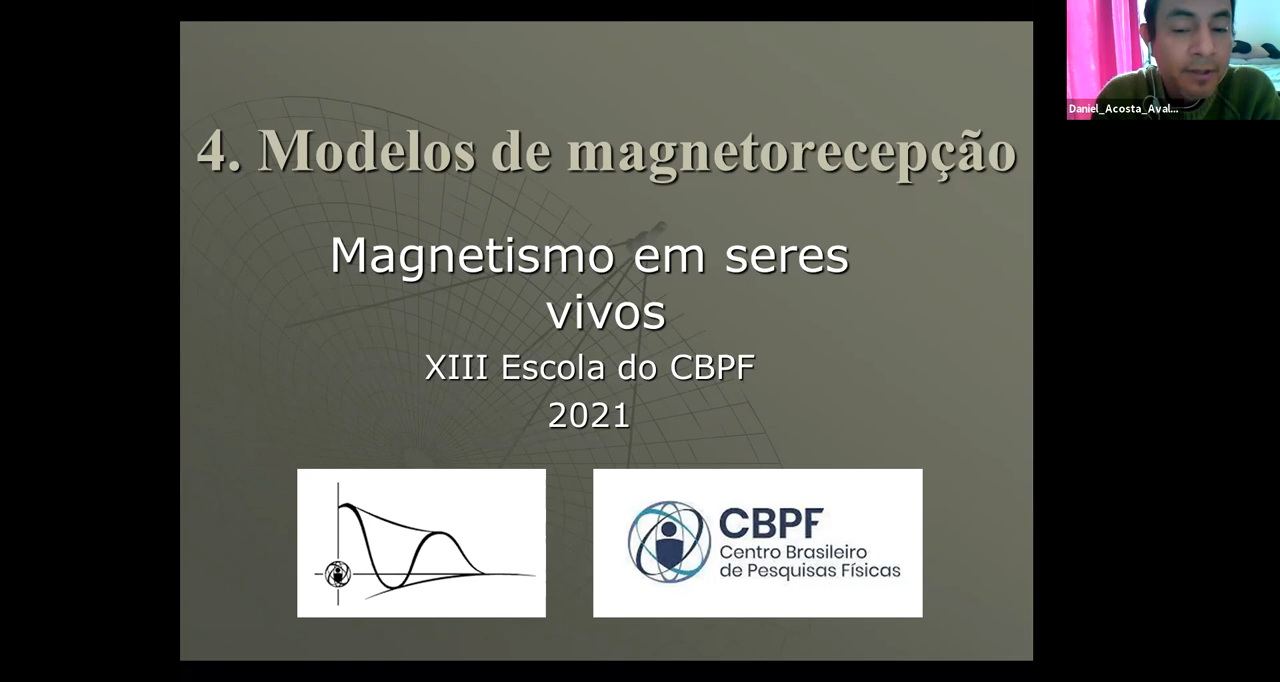 4. Modelos de magnetorecepção
Magnetismo em seres
vivos
XIII Escola do CBPF
2021
CBPF
Centro Brasileiro
de Pesquisas Físicas
Daniel_Acosta_Aval...